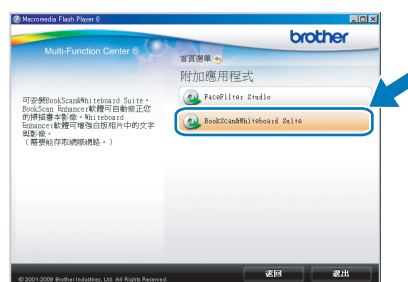 Macromedia Flash Player 8
brother
Multi-Function Center ®
首頁選單
附加應用程式
FaceFilter Studio
BookScan&Whiteboard Suite
可安裝BookScan&Whiteboard Suite。
BookScan Enhancer軟體可自動修正您
的掃描書本影像。Whiteboard
Enhancer軟體可增強白板相片中的文字
與影像。
(需要能存取網際網路。)
返回
退出
© 2001-2008 Brother Industries, Ltd. All Rights Reserved.